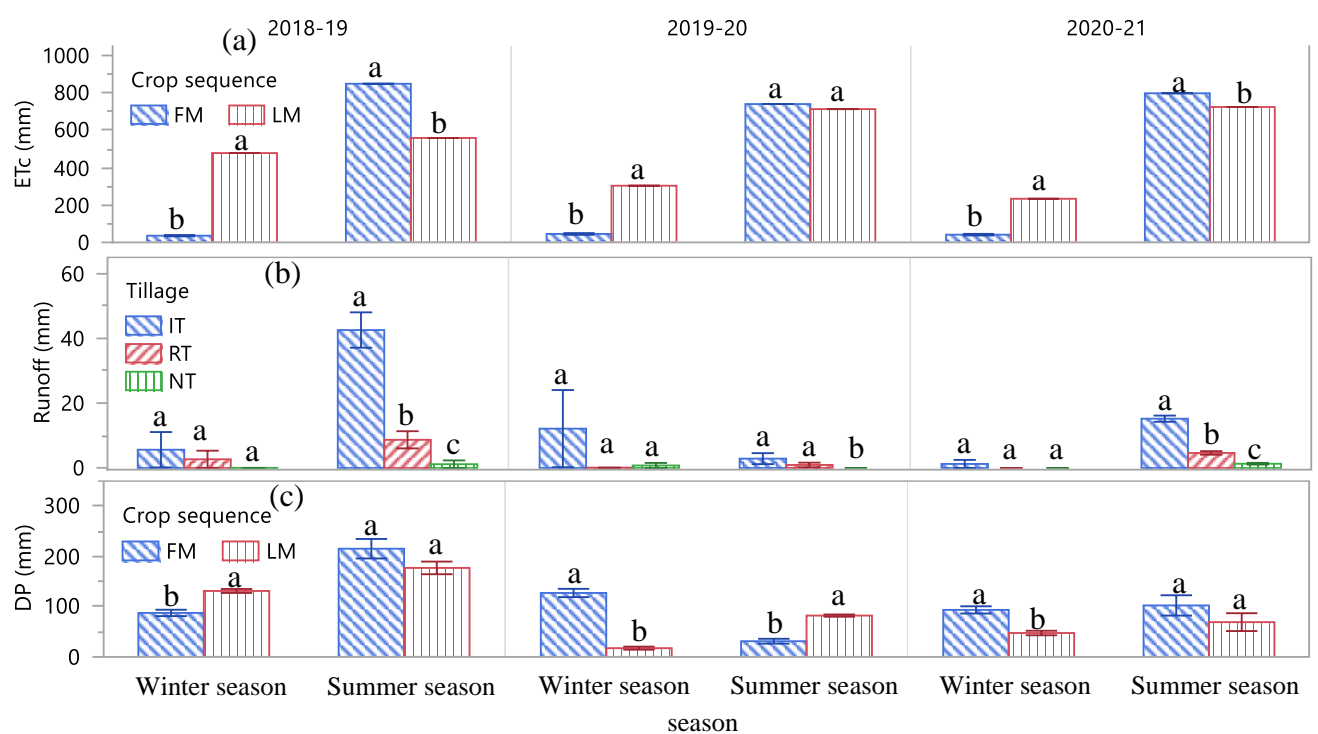 2018-19 2019-20 2020-21
(a)
1000
800
600
400
200
0
ETc (mm)
Crop sequence
FM LM
b a a b b a a a b a a b
(b)
60
40
20
0
Runoff (mm)
Tillage
IT
RT
NT
a a a a b c a a a a a b a a a a b c
(c)
300
200
100
0
DP (mm)
Crop sequence
FM LM
b a a a a b b a a b a a
Winter season Summer season Winter season Summer season Winter season Summer season
season